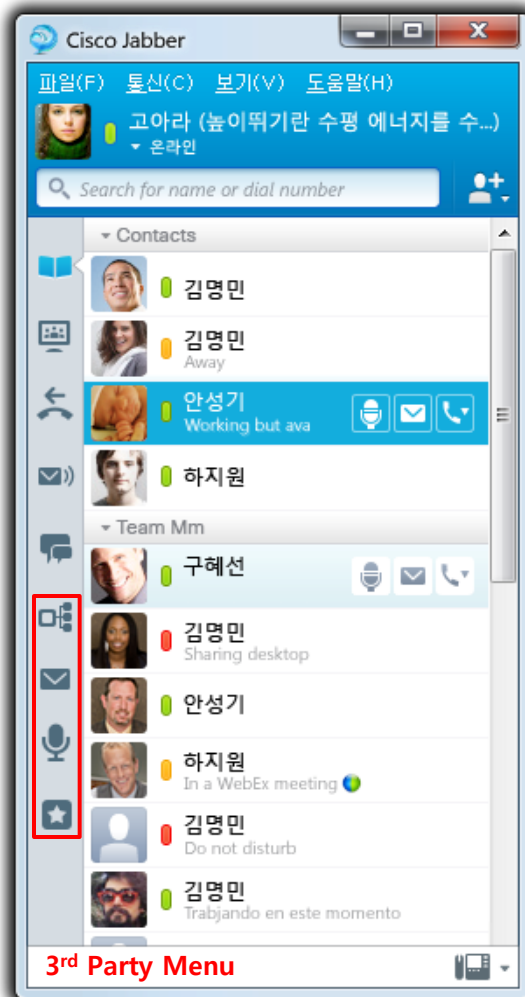 Cisco Jabber
파일(F) 통신(C) 보기(V) 도움말(H)
고아라 (높이뛰기란 수평 에너지를 수...)
온라인
Search for name or dial number
Contacts
김명민
김명민
Away
안성기
Working but ava
하지원
Team Mm
구혜선
김명민
Sharing desktop
안성기
하지원
In a WebEx meeting
김명민
Do not disturb
김명민
Trabjando en este momento
3rd Party Menu